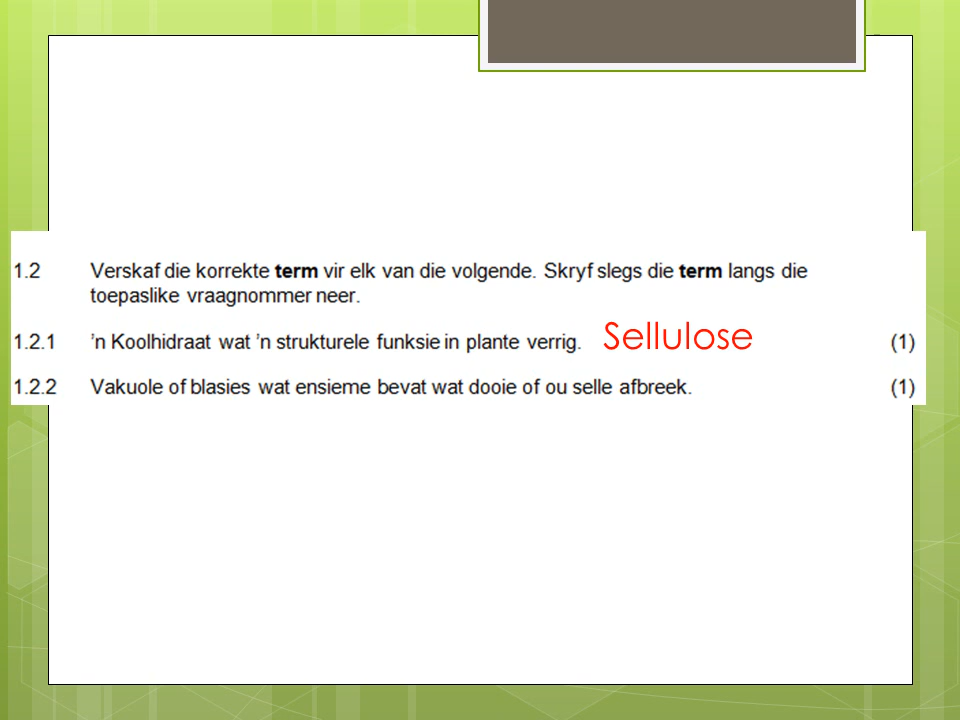 1.2 Verskaf die korrekte term vir elk van die volgende. Skryf slegs die term langs die
toepaslike vraagnommer neer.
1.2.1 'n Koolhidraat wat 'n strukturele funksie in plante verrig. Sellulose (1)
1.2.2 Vakuole of blasies wat ensieme bevat wat dooie of ou selle afbreek. (1)